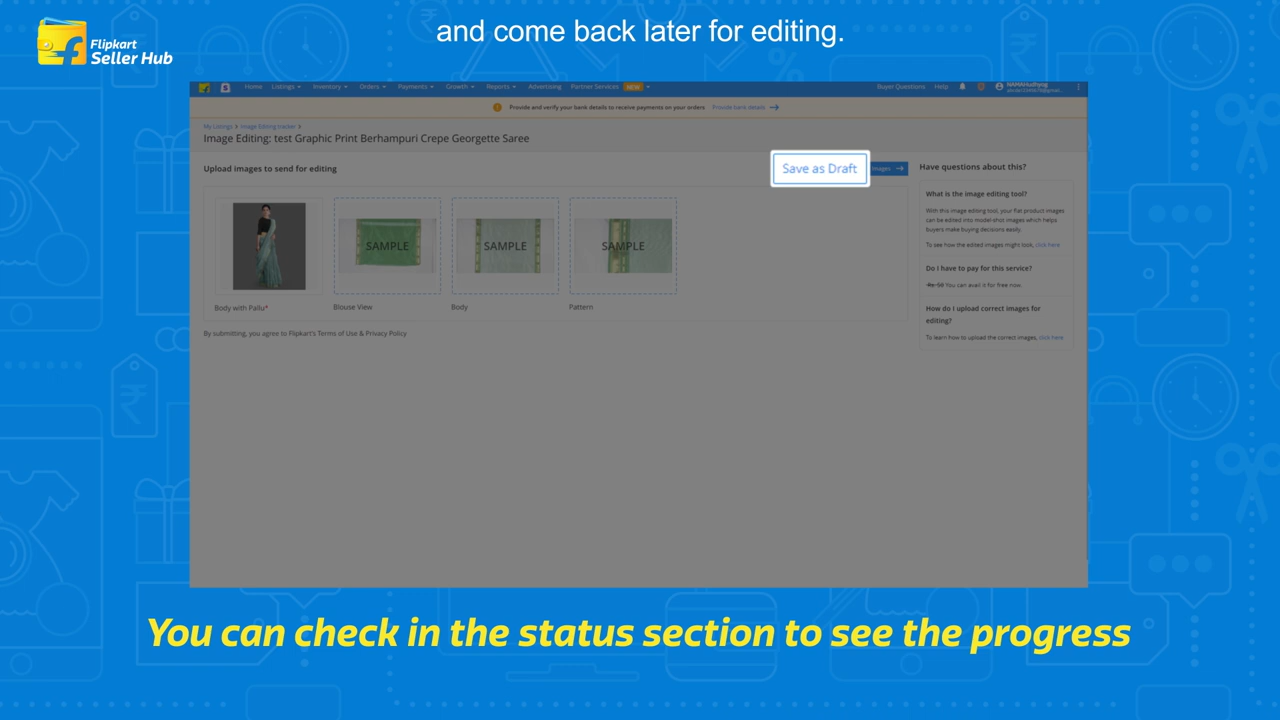 and come back later for editing.
Flipkart
Seller Hub
Home Listings Inventory Orders Payments Growth Reports Advertising Partner Services NEW Buyer Questions Help
Provide and verify your bank details to receive payments on your orders Provide bank details
My Listings Image Editing tracker
Image Editing: test Graphic Print Berhampuri Crepe Georgette Saree
Upload images to send for editing
Save as Draft
Images
Have questions about this?
What is the image editing tool?
With this image editing tool, your flat product images
can be edited into model-shot images which helps
buyers make buying decisions easily.
To see how the edited images might look, click here
Do I have to pay for this service?
Rs. 50 You can avail it for free now.
How do I upload correct images for
editing?
To learn how to upload the correct images, click here
SAMPLE
SAMPLE
SAMPLE
Body with Pallu*
Blouse View
Body
Pattern
By submitting, you agree to Flipkart's Terms of Use & Privacy Policy
You can check in the status section to see the progress